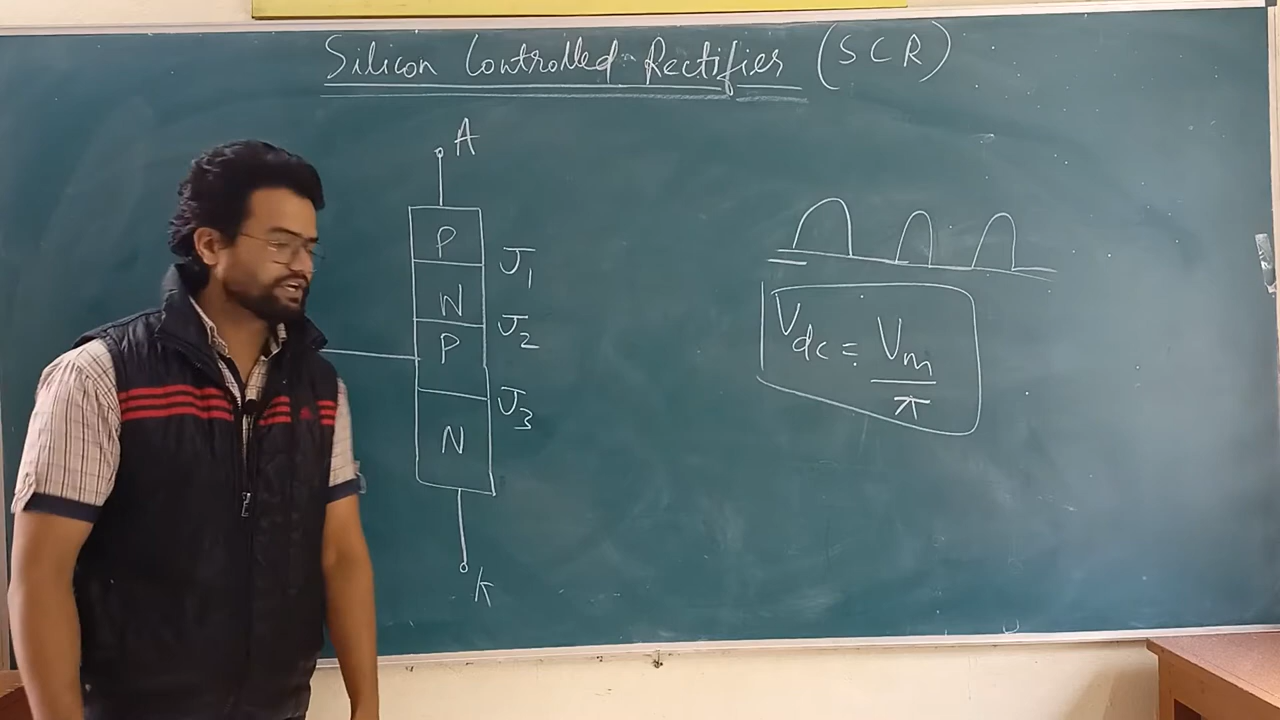 Silicon Controlled Rectifier (SCR)
A
P
J1
N
J2
P
J3
N
K
Vdc = Vm/π